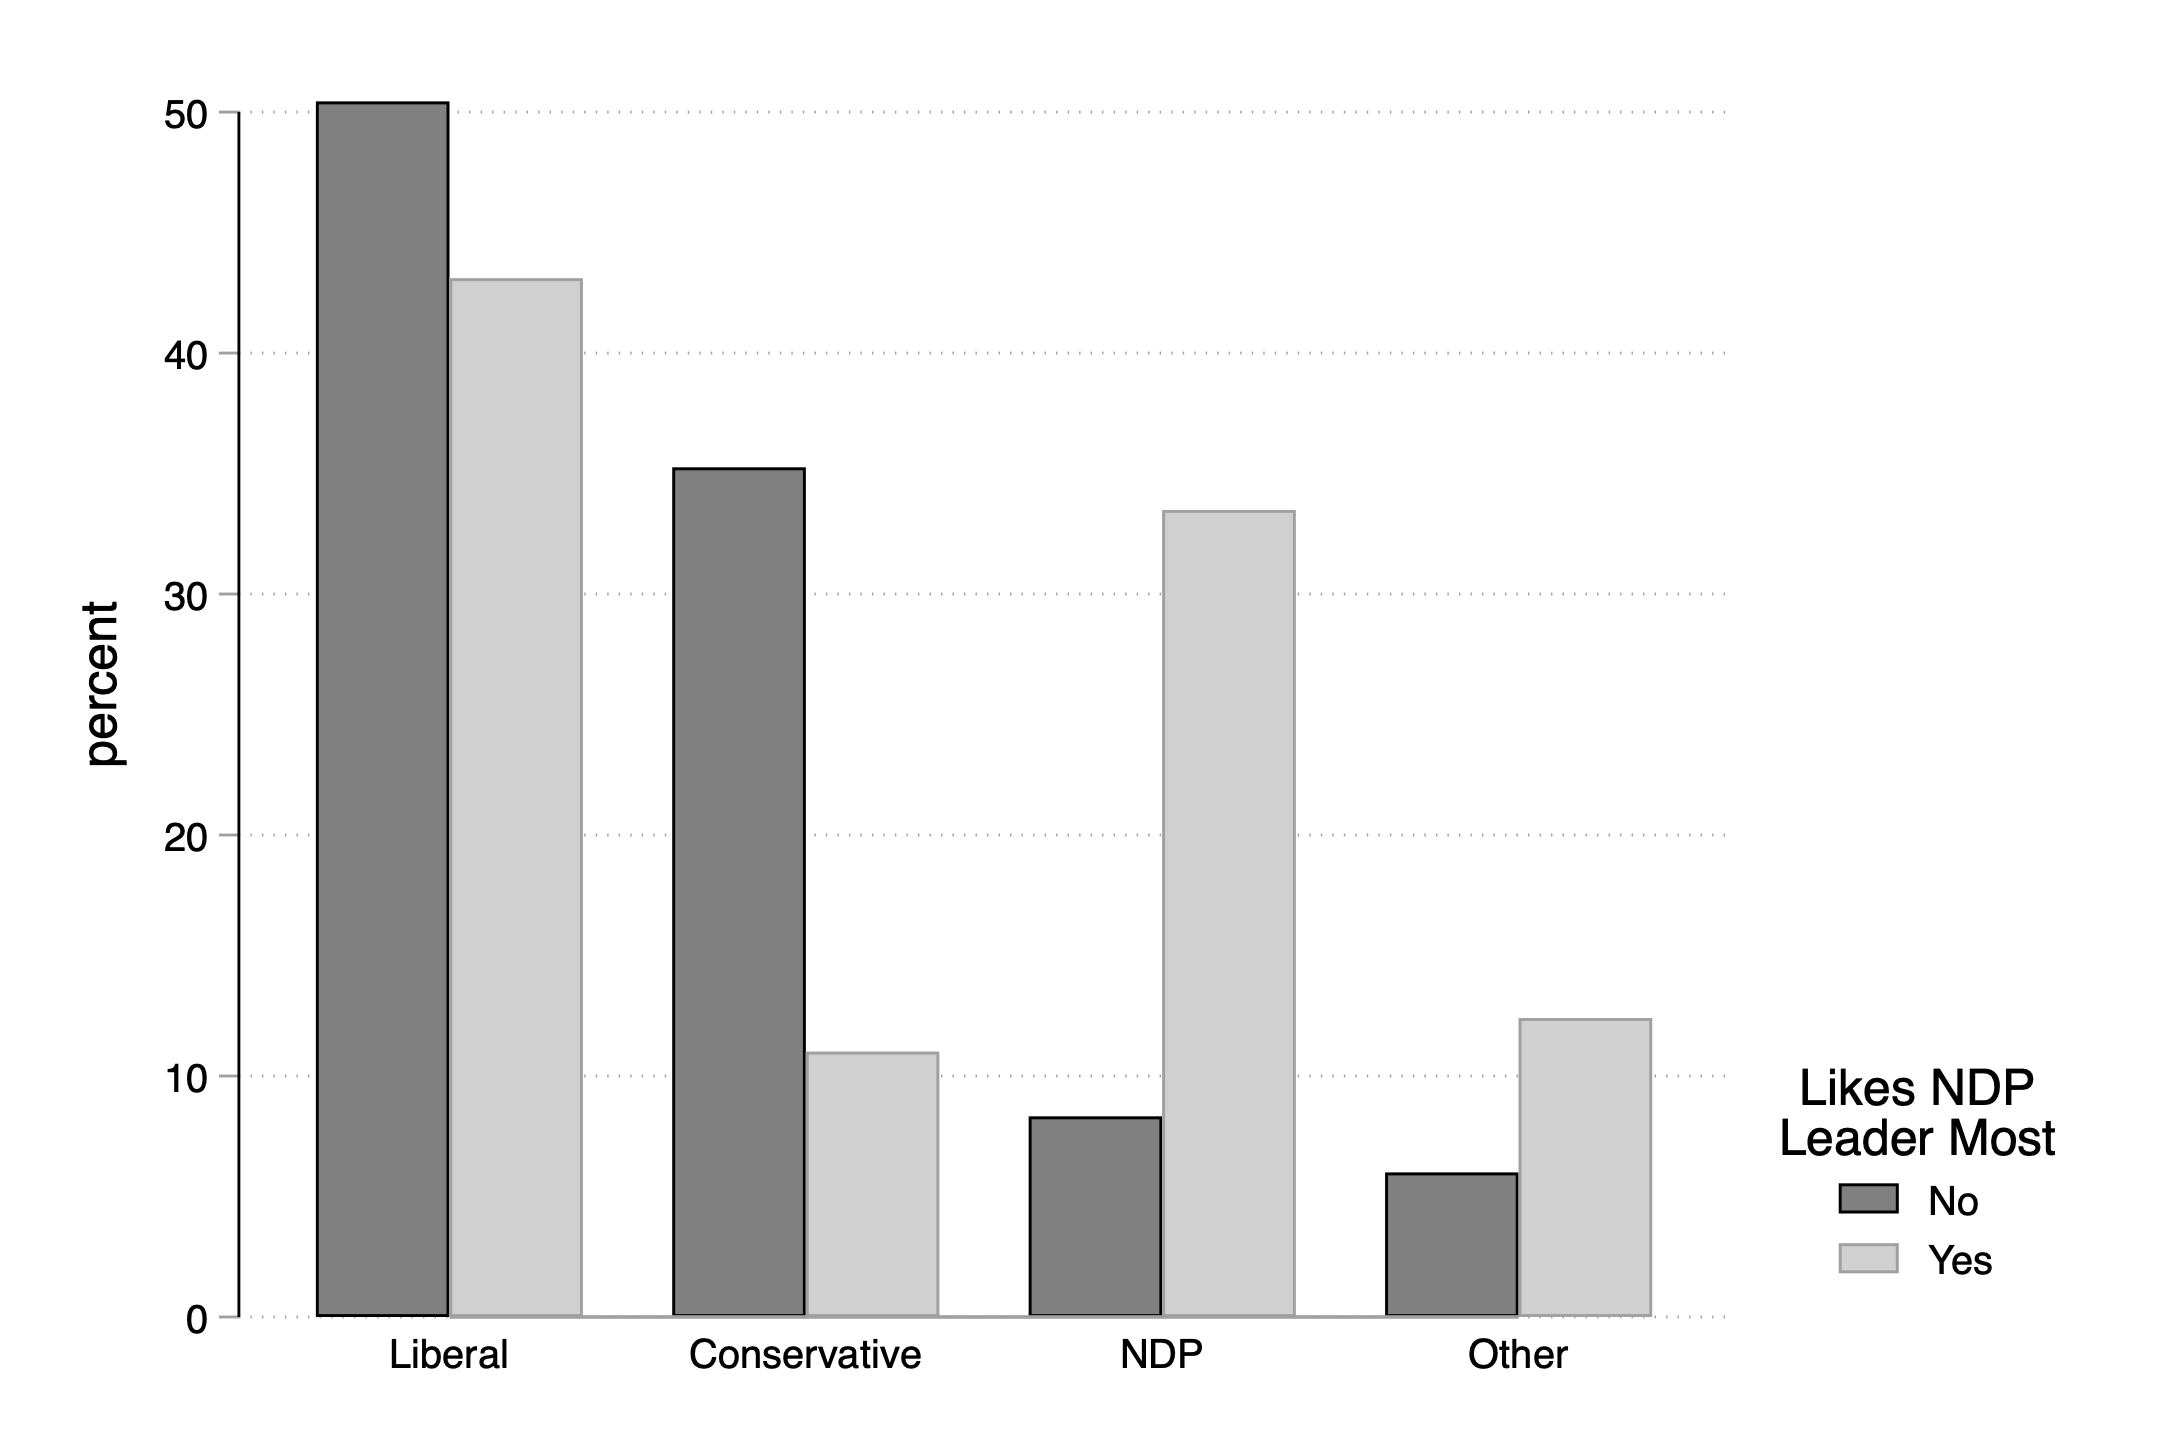 50
40
30
20
10
0
percent
Liberal
Conservative
NDP
Other
Likes NDP
Leader Most
No
Yes